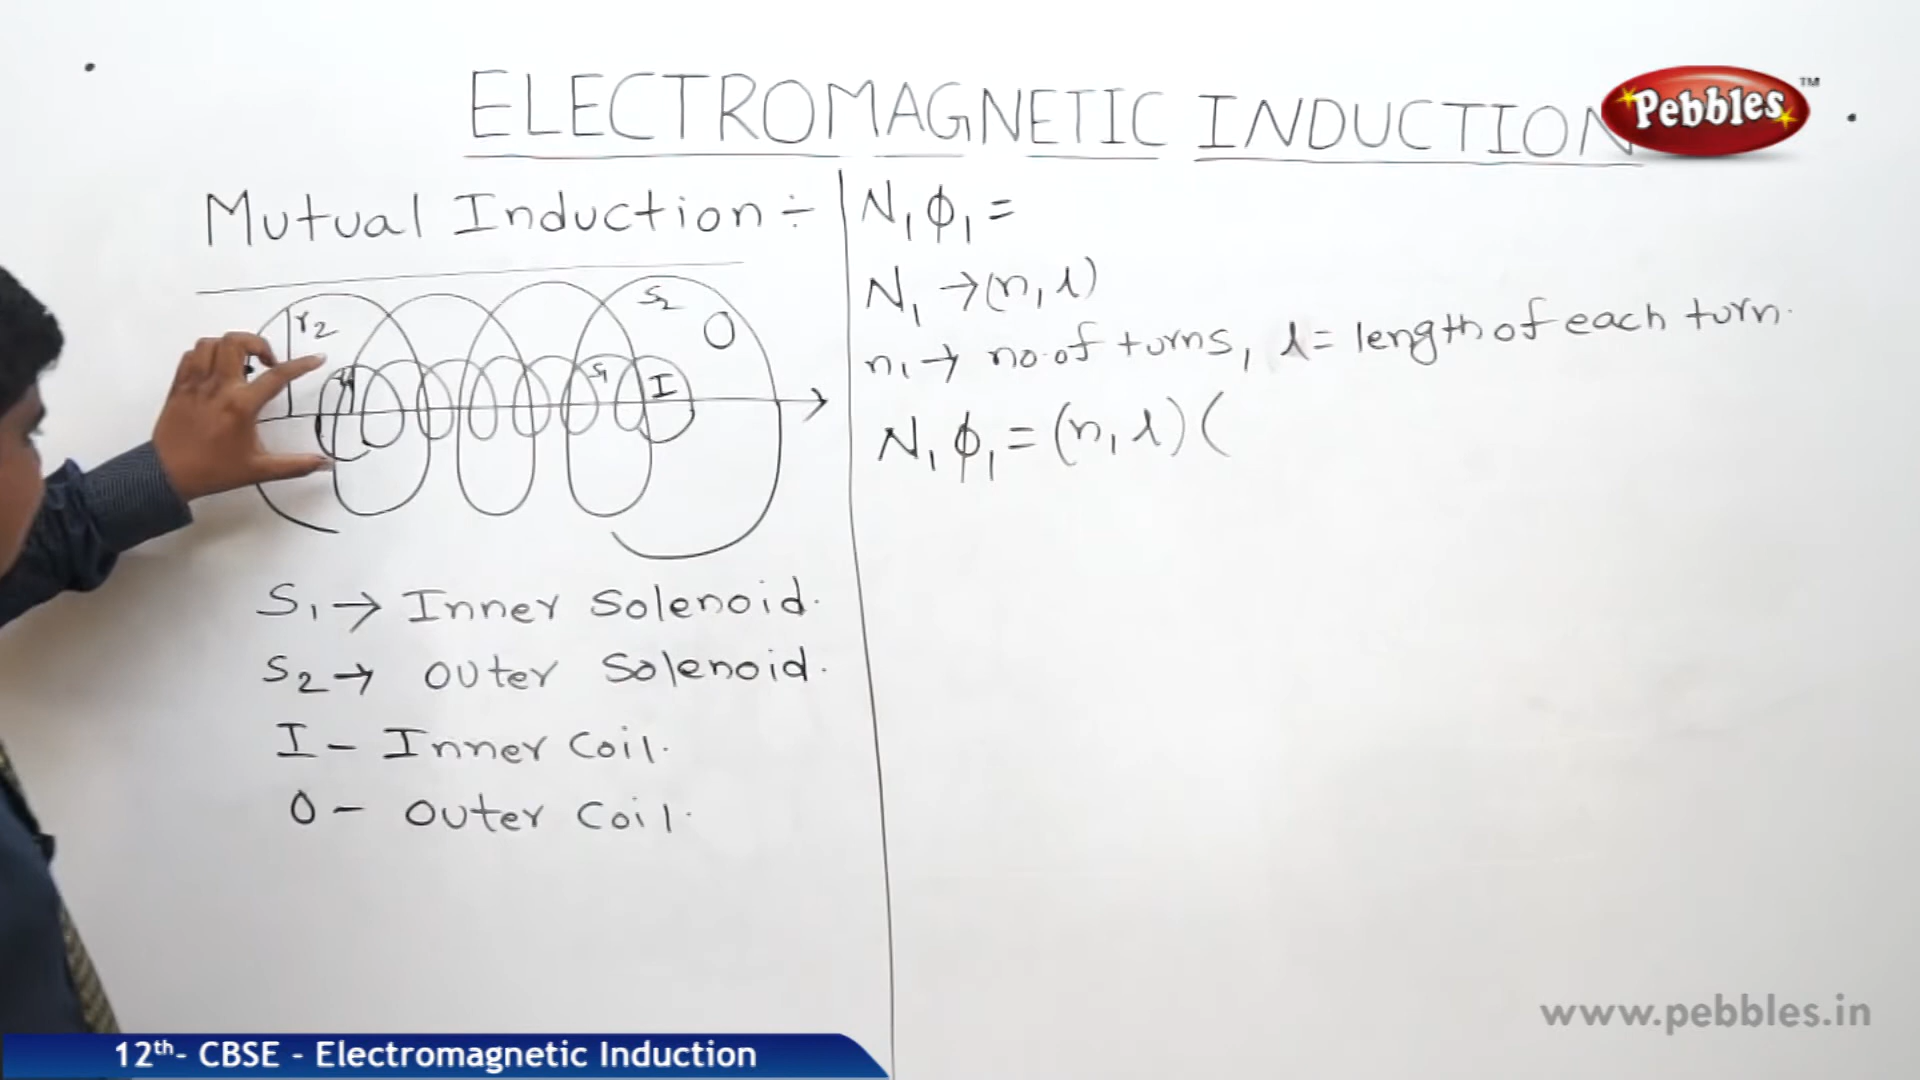 ELECTROMAGNETIC INDUCTION
Pebbles™
Mutual Induction ÷
r2
S2
O
r1
S1
I
S1 → Inner Solenoid.
S2 → Outer Solenoid.
I - Inner Coil.
O - Outer Coil.
N1 ϕ1 =
N1 → (n1 l)
n1 → no. of turns, l = length of each turn.
N1 ϕ1 = (n1 l) (
www.pebbles.in
12th- CBSE - Electromagnetic Induction